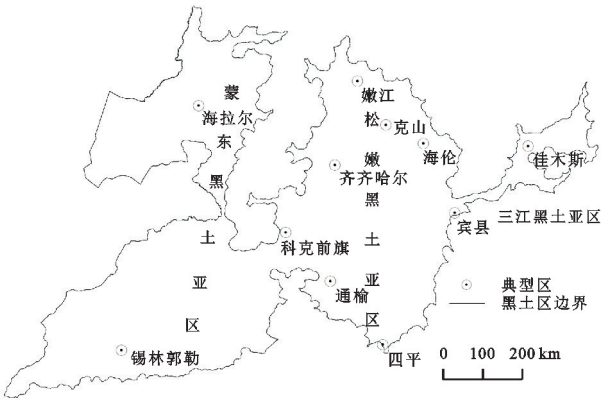 蒙东黑土亚区
海拉尔
锡林郭勒
松嫩黑土亚区
嫩江
克山
海伦
齐齐哈尔
科克前旗
通榆
四平
宾县
佳木斯
三江黑土亚区
典型区
黑土区边界
0 100 200 km